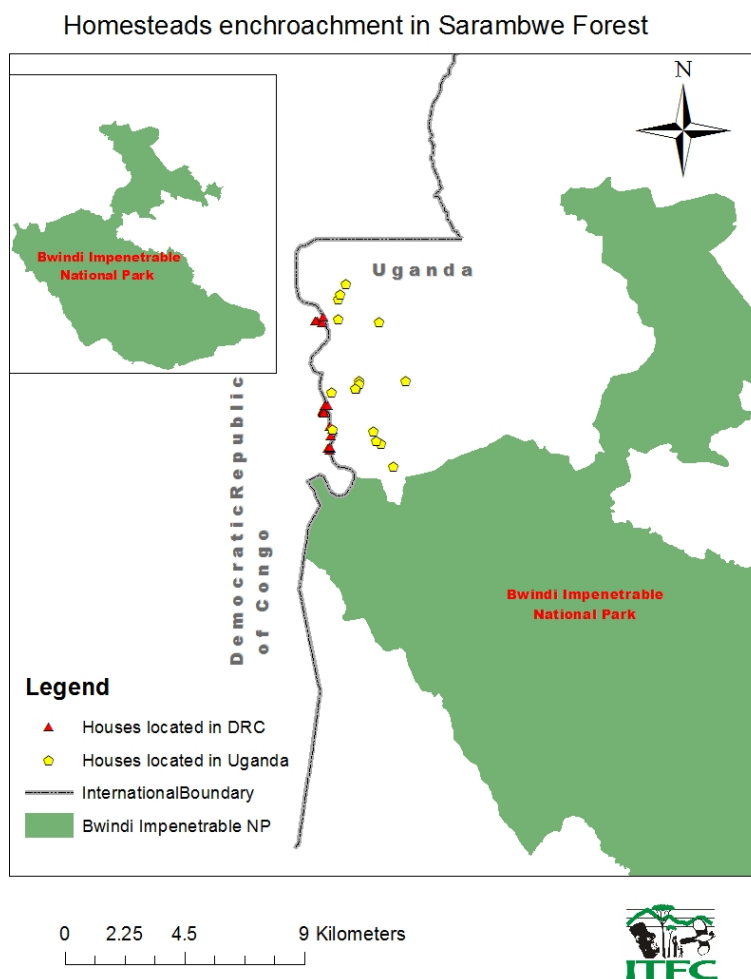 Homesteads enchroachment in Sarambwe Forest
N
Bwindi Impenetrable
National Park
Uganda
DemocraticRepublic
of Congo
Bwindi Impenetrable
National Park
Legend
Houses located in DRC
Houses located in Uganda
InternationalBoundary
Bwindi Impenetrable NP
0 2.25 4.5 9 Kilometers
ITFC